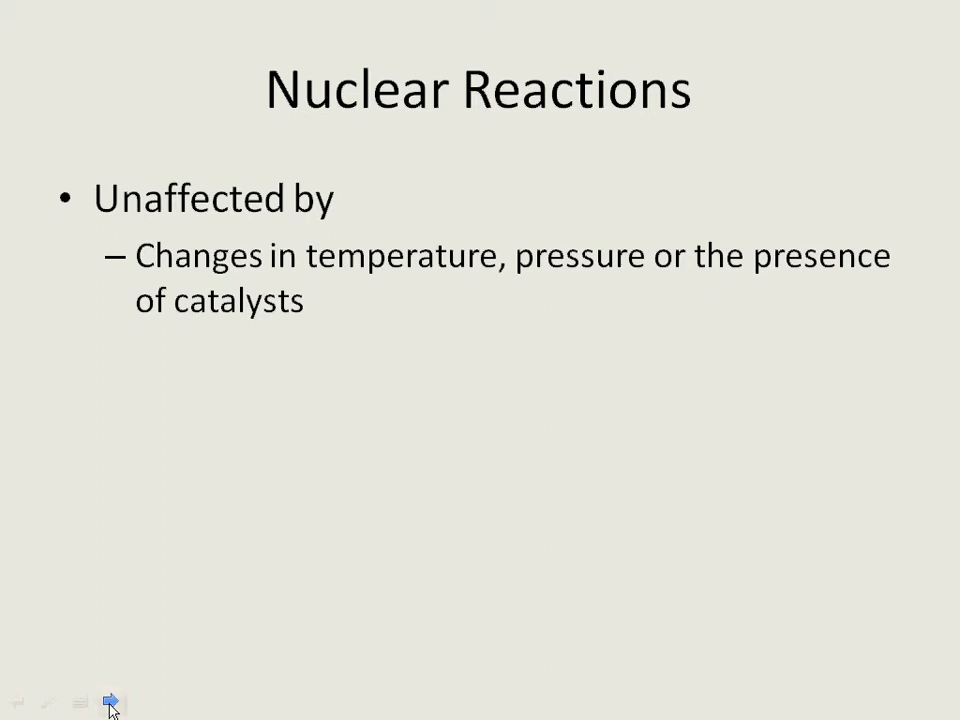 Nuclear Reactions
• Unaffected by
– Changes in temperature, pressure or the presence
of catalysts